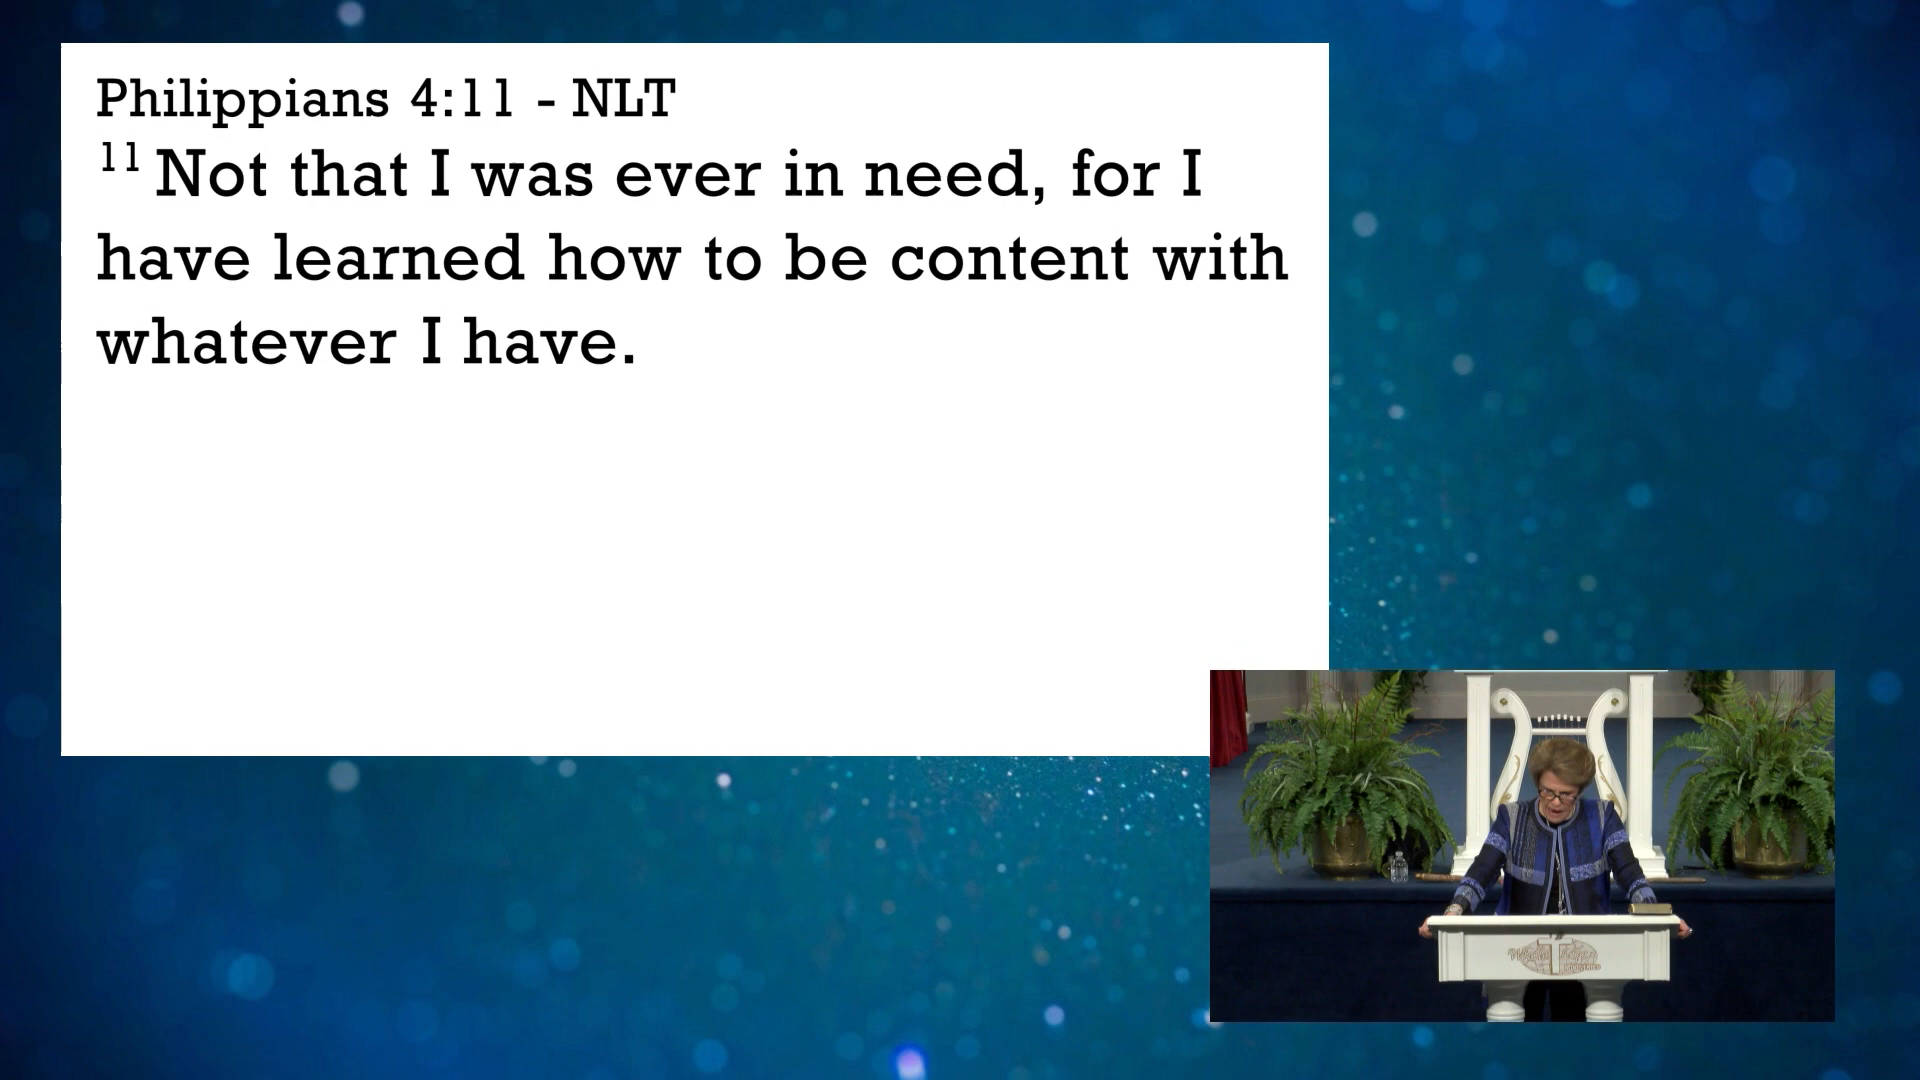 Philippians 4:11 - NLT
11 Not that I was ever in need, for I
have learned how to be content with
whatever I have.
MINISTRIES